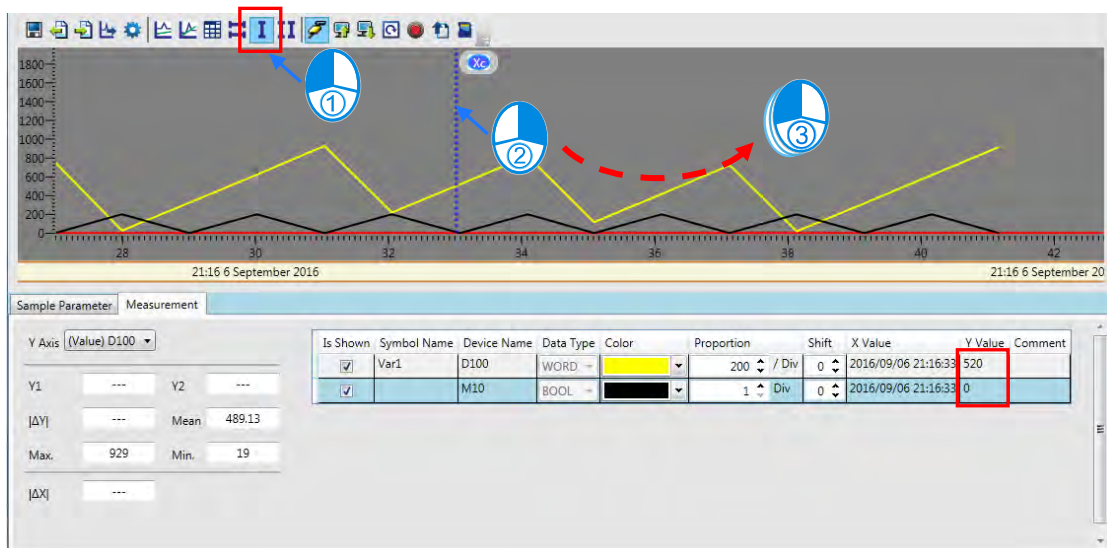 1800
Xc
1600
1400
1
1200
1000
2
3
800
600
400
200
0
28 30 32 34 36 38 40 42
21:16 6 September 2016 21:16 6 September 20
Sample Parameter Measurement
Y Axis (Value) D100
Is Shown Symbol Name Device Name Data Type Color Proportion Shift X Value Y Value Comment
Var1 D100 WORD 200 / Div 0 2016/09/06 21:16:33 520
M10 BOOL 1 Div 0 2016/09/06 21:16:33 0
Y1 --- Y2 ---
|ΔY| --- Mean 489.13
Max. 929 Min. 19
|ΔX| ---